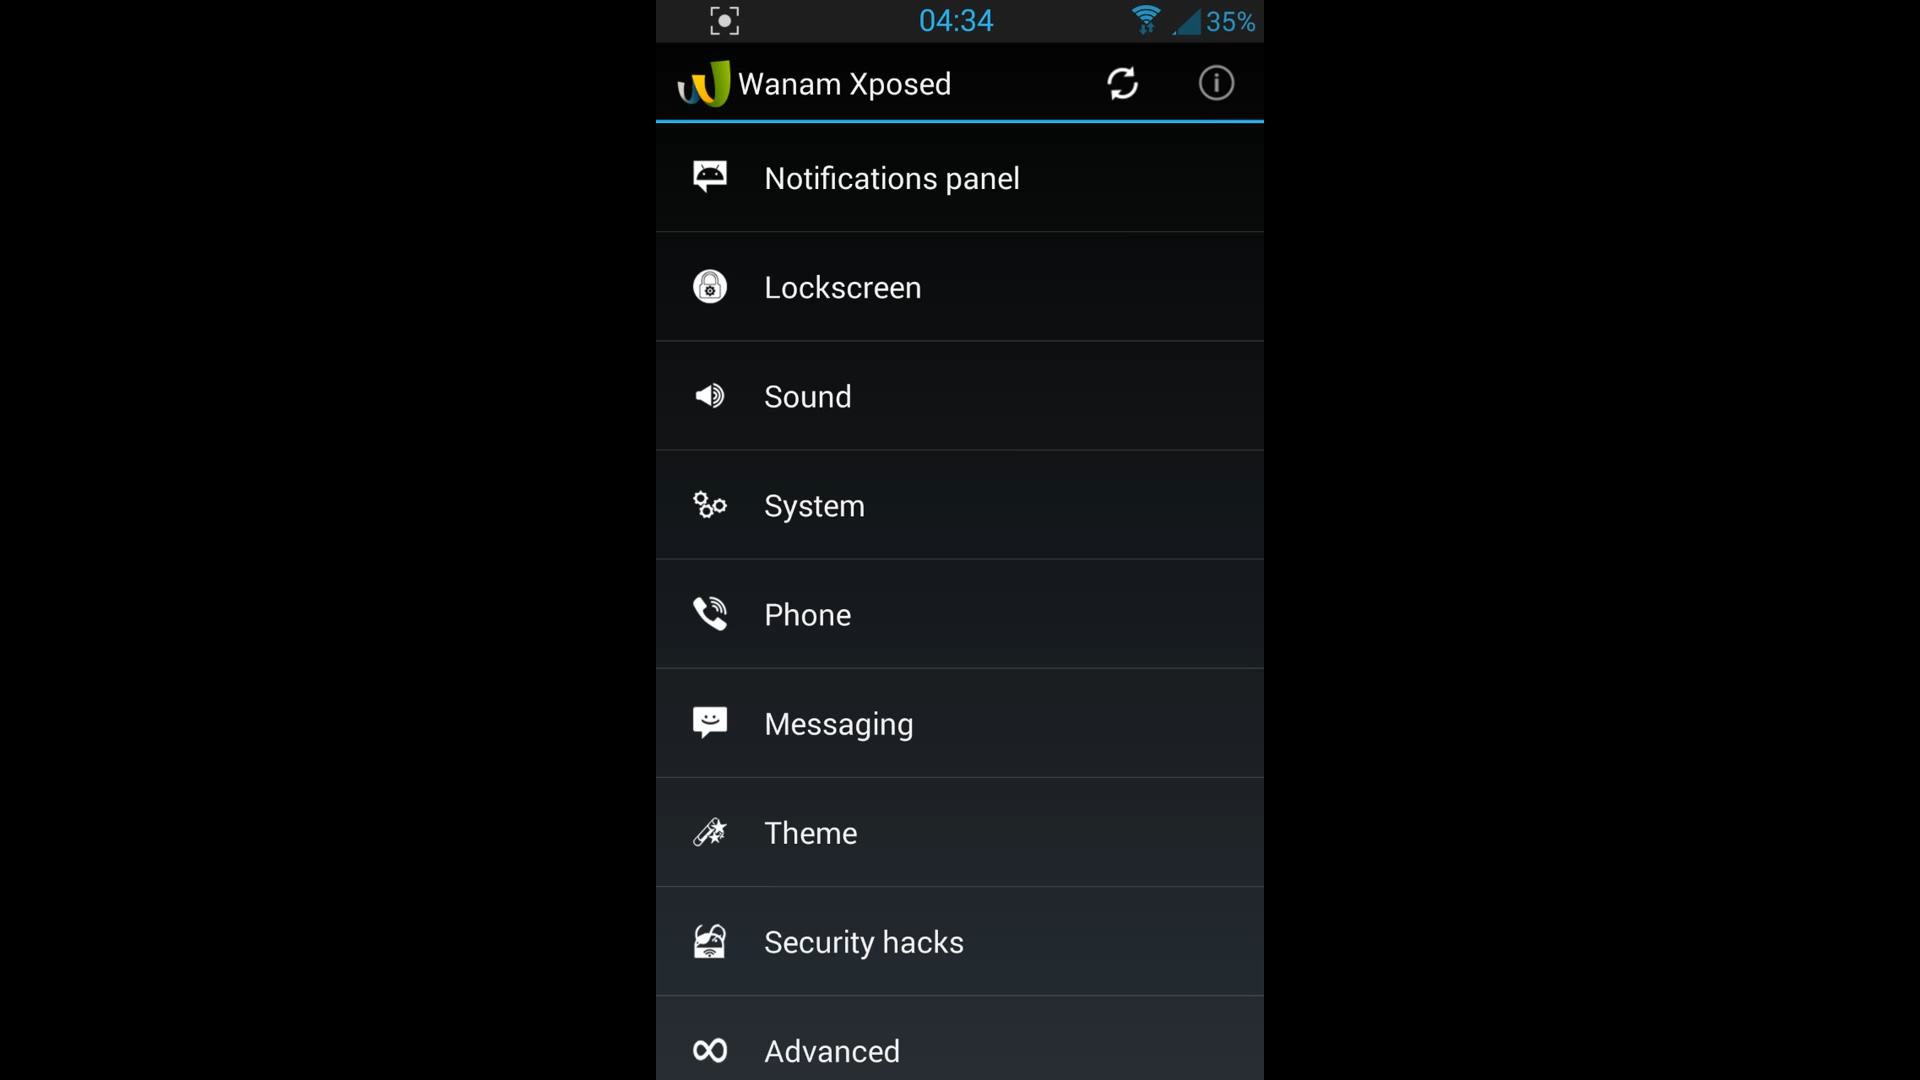 04:34
35%
Wanam Xposed
Notifications panel
Lockscreen
Sound
System
Phone
Messaging
Theme
Security hacks
Advanced